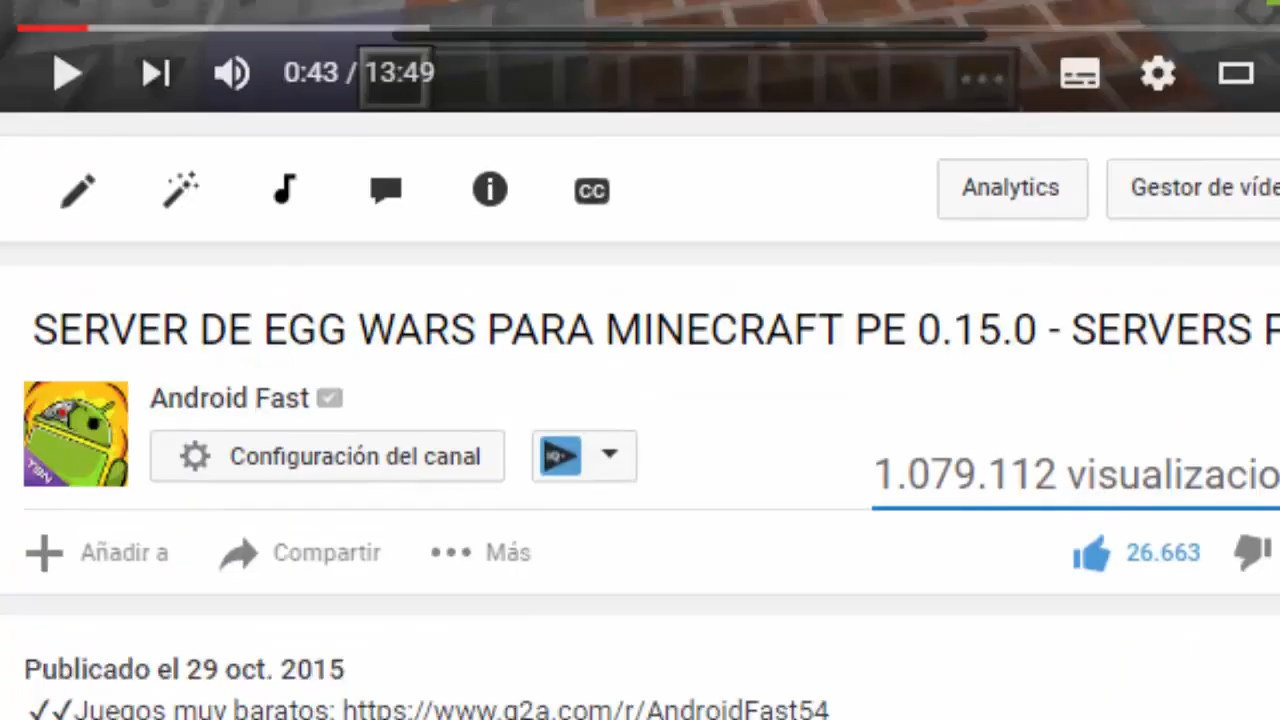 0:43 / 13:49
CC
Analytics
Gestor de víde
SERVER DE EGG WARS PARA MINECRAFT PE 0.15.0 - SERVERS P
Android Fast
Configuración del canal
1.079.112 visualizacio
Añadir a
Compartir
Más
26.663
Publicado el 29 oct. 2015
✓✓Juegos muy baratos: https://www.g2a.com/r/AndroidFast54